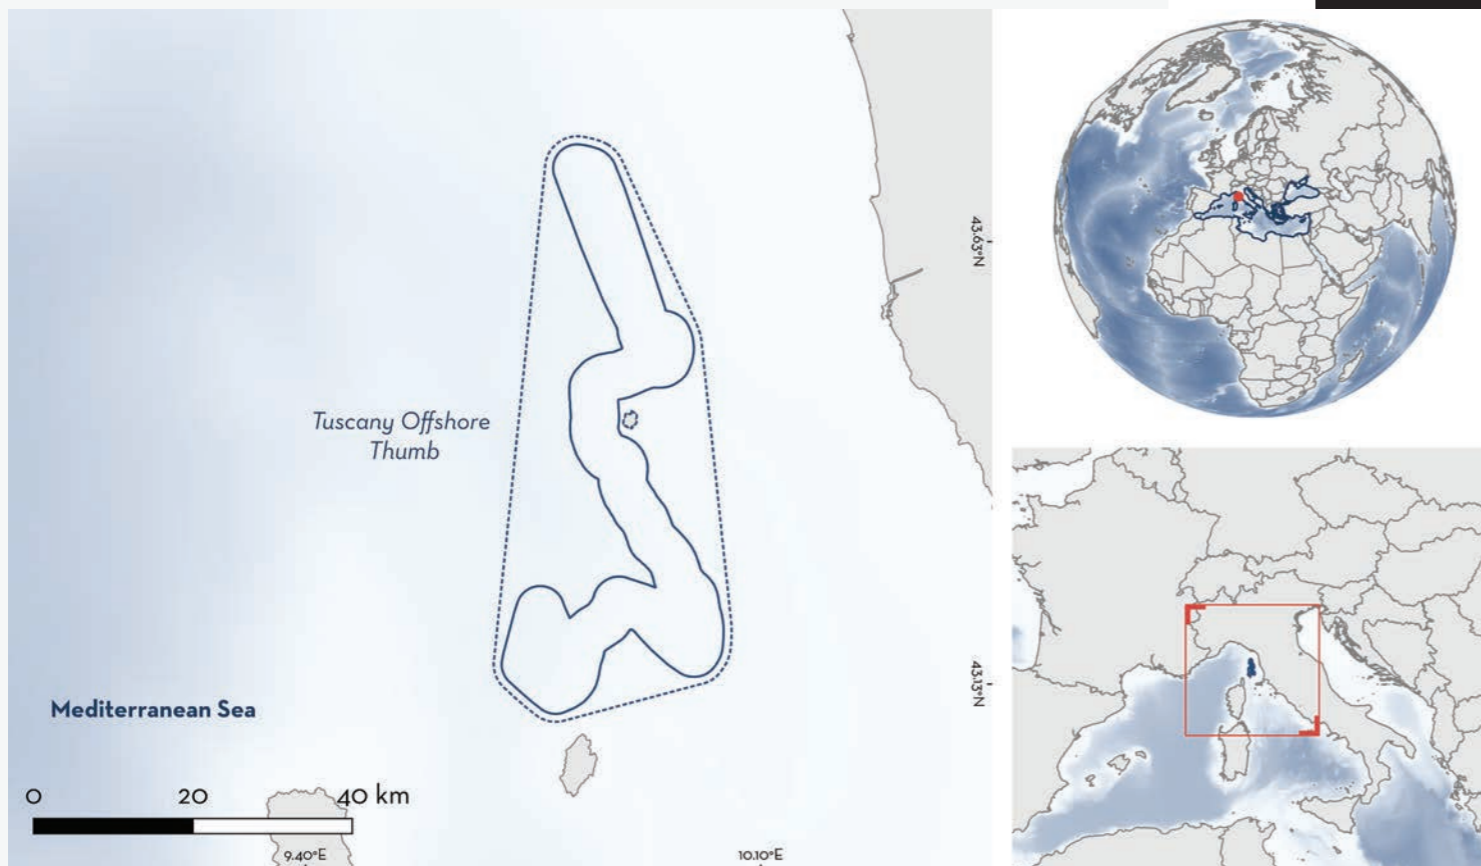 43.63°N
Tuscany Offshore
Thumb
43.13°N
Mediterranean Sea
0 20 40 km
9.40°E 10.10°E